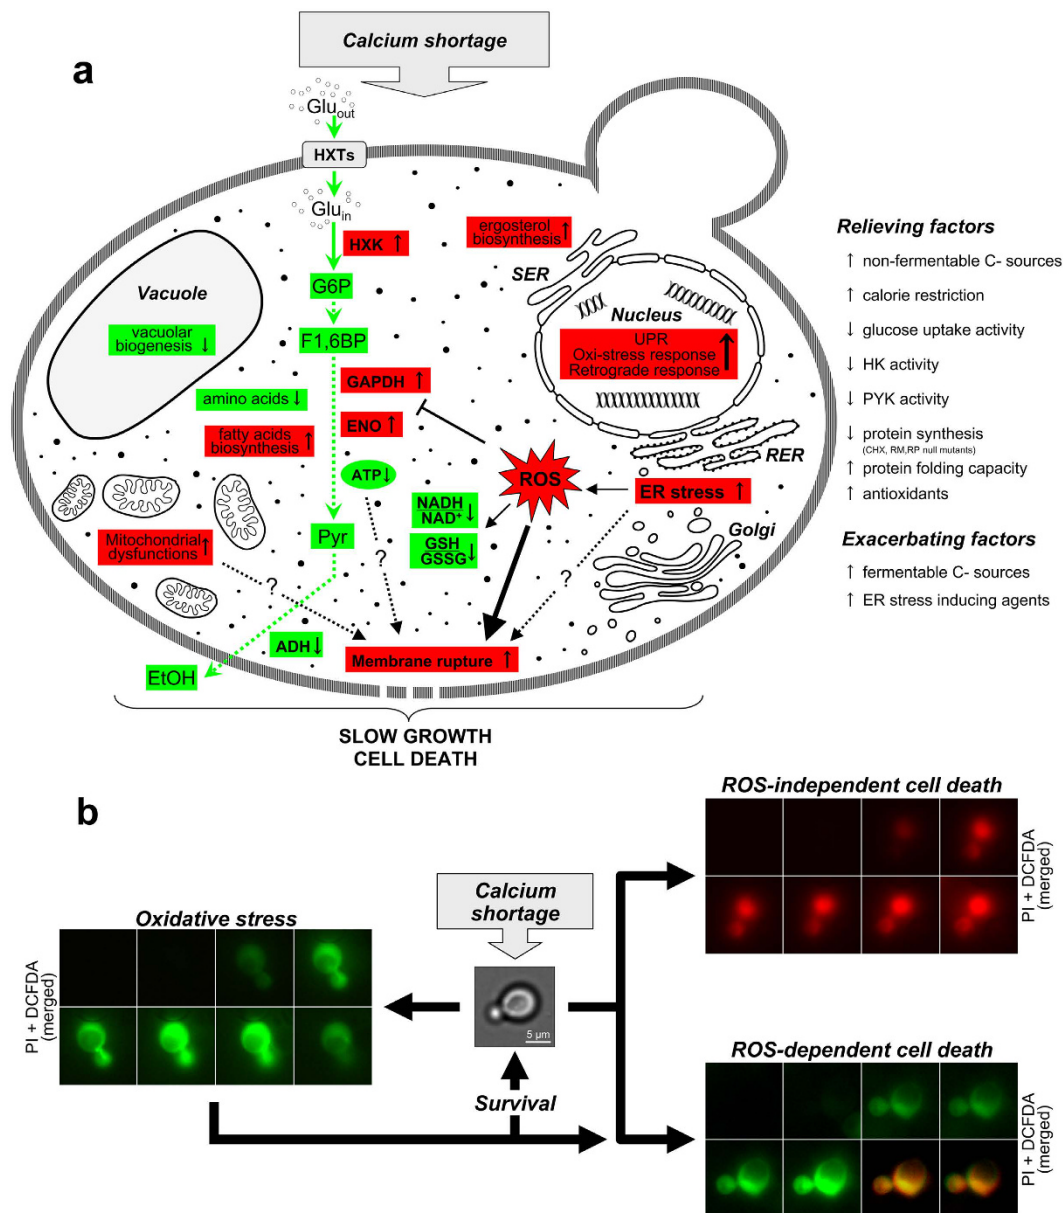 a
Calcium shortage
Glu_out
HXTs
Glu_in
HXK ↑
G6P
F1,6BP
GAPDH ↑
ENO ↑
ATP ↓
Pyr
ADH ↓
EtOH
Vacuole
vacuolar
biogenesis ↓
amino acids ↓
fatty acids
biosynthesis ↑
Mitochondrial
dysfunctions ↑
?
?
?
NADH
NAD⁺ ↓
GSH
GSSG ↓
ROS
Membrane rupture ↑
ergosterol
biosynthesis ↑
SER
Nucleus
UPR
Oxi-stress response
Retrograde response ↑
RER
ER stress ↑
Golgi
SLOW GROWTH
CELL DEATH
Relieving factors
↑ non-fermentable C- sources
↑ calorie restriction
↓ glucose uptake activity
↓ HK activity
↓ PYK activity
↓ protein synthesis
(CHX, RM,RP null mutants)
↑ protein folding capacity
↑ antioxidants
Exacerbating factors
↑ fermentable C- sources
↑ ER stress inducing agents
b
Oxidative stress
PI + DCFDA
(merged)
Calcium
shortage
5 µm
Survival
ROS-independent cell death
PI + DCFDA
(merged)
ROS-dependent cell death
PI + DCFDA
(merged)